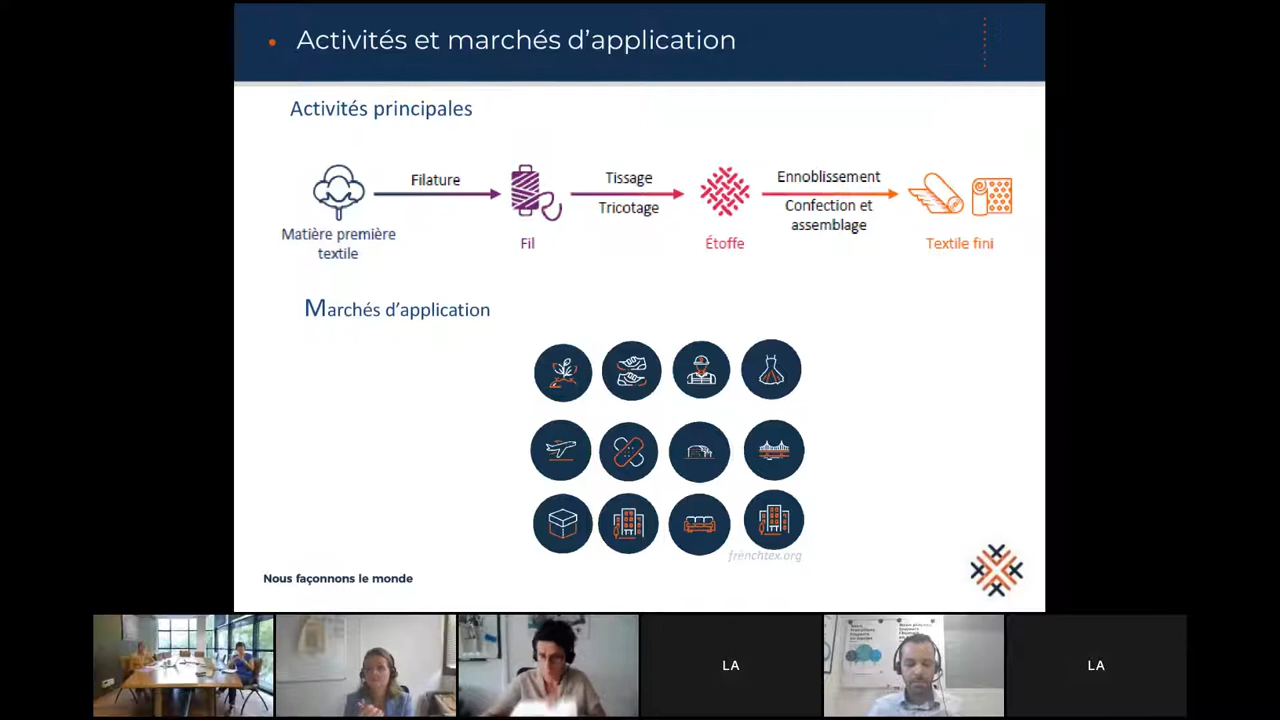 Activités et marchés d’application
Activités principales
Filature
Tissage
Tricotage
Ennoblissement
Confection et
assemblage
Matière première
textile
Fil
Étoffe
Textile fini
Marchés d’application
frenchtex.org
Nous façonnons le monde
LA
LA